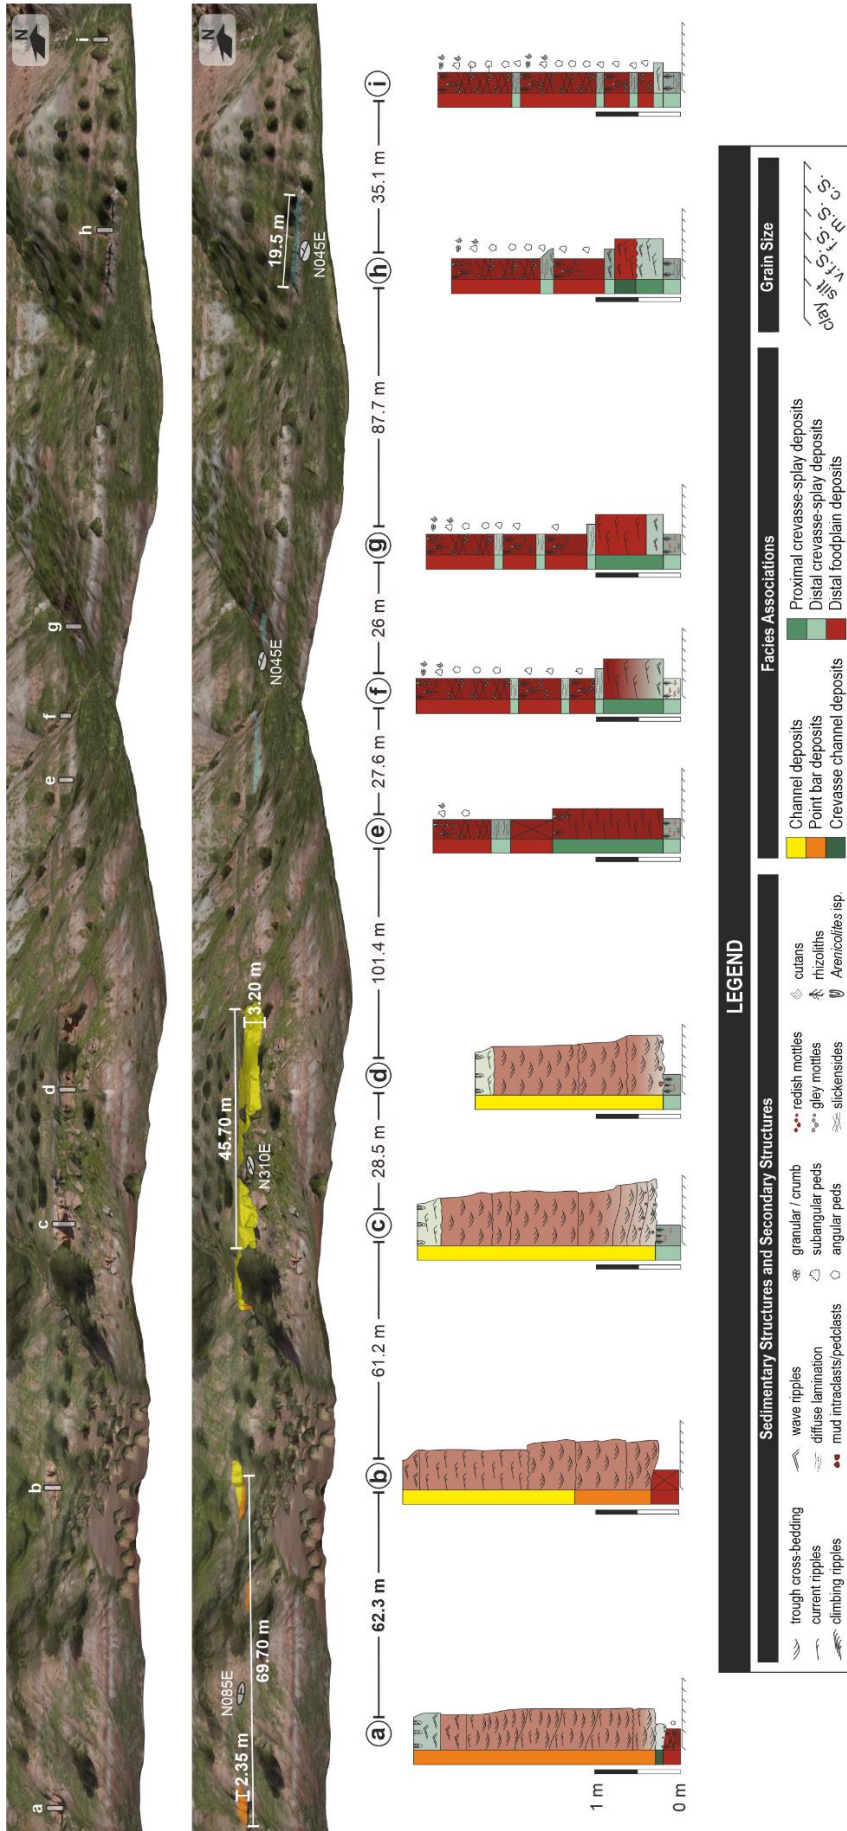 N
a
b
c
d
e
f
g
h
i
N
2.35 m
69.70 m
N085E
45.70 m
3.20 m
N310E
N045E
19.5 m
N045E
a 62.3 m b 61.2 m c 28.5 m d 101.4 m e 27.6 m f 26 m g 87.7 m h 35.1 m i
1 m
0 m
LEGEND
Sedimentary Structures and Secondary Structures
trough cross-bedding
current ripples
climbing ripples
wave ripples
diffuse lamination
mud intraclasts/pedclasts
granular / crumb
subangular peds
angular peds
redish mottles
gley mottles
slickensides
cutans
rhizoliths
Arenicolites isp.
Facies Associations
Channel deposits
Point bar deposits
Crevasse channel deposits
Proximal crevasse-splay deposits
Distal crevasse-splay deposits
Distal foodplain deposits
Grain Size
clay
silt
v.f.S.
f.S.
m.S.
c.S.